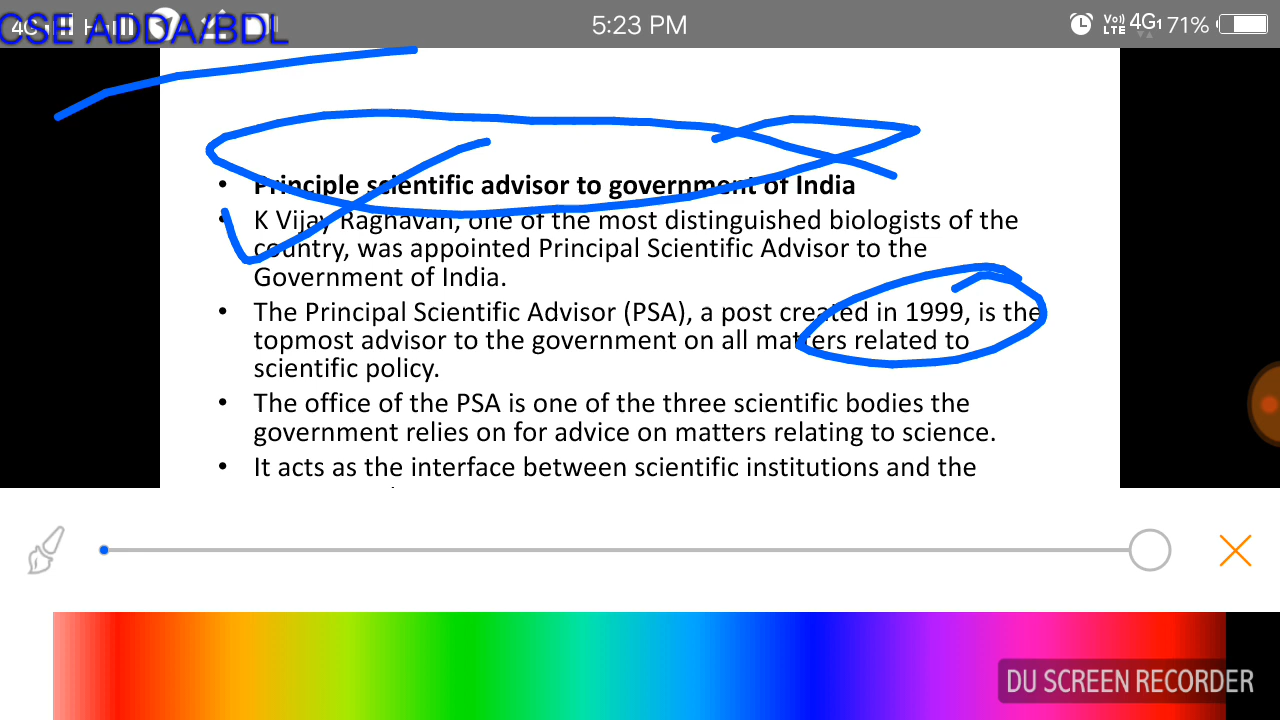 CSE ADDA/BDL
5:23 PM
4G 71%
• Principle scientific advisor to government of India
• K Vijay Raghavan, one of the most distinguished biologists of the
country, was appointed Principal Scientific Advisor to the
Government of India.
• The Principal Scientific Advisor (PSA), a post created in 1999, is the
topmost advisor to the government on all matters related to
scientific policy.
• The office of the PSA is one of the three scientific bodies the
government relies on for advice on matters relating to science.
• It acts as the interface between scientific institutions and the
DU SCREEN RECORDER